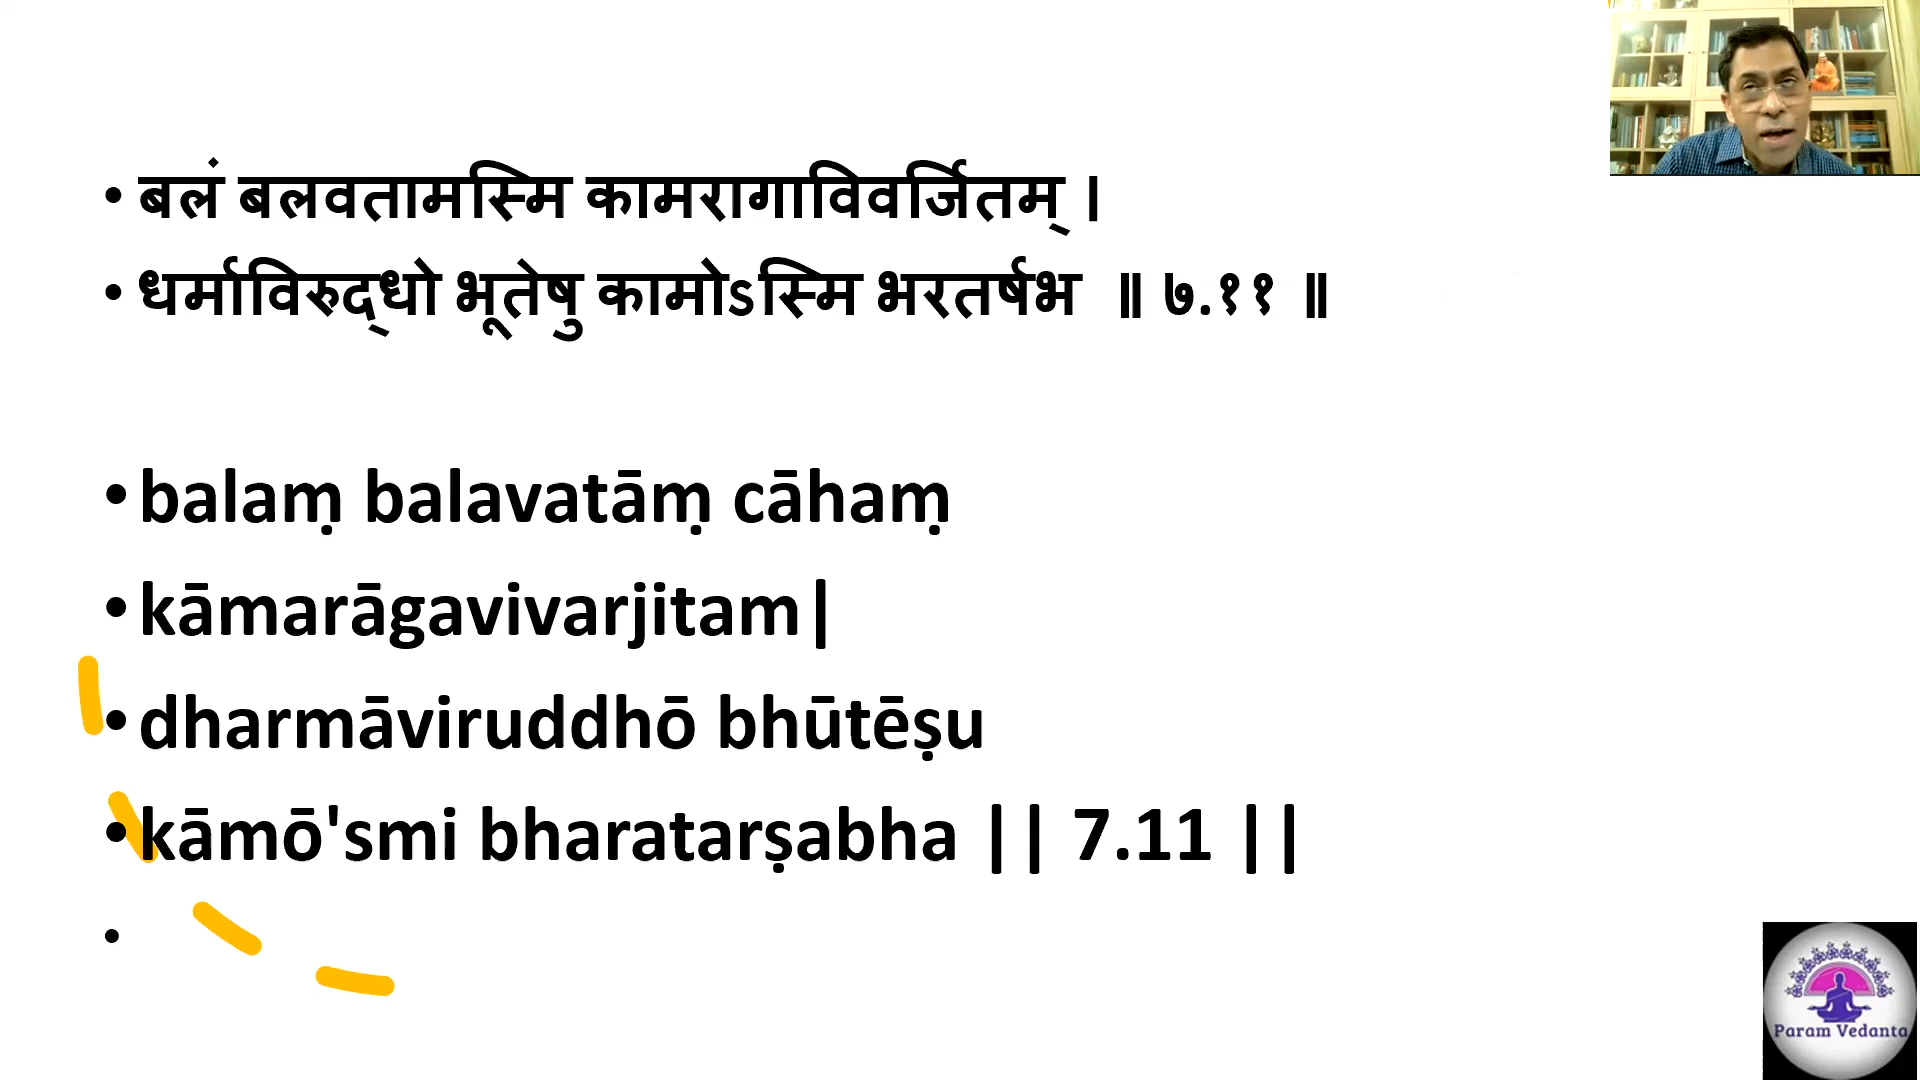 • बलं बलवतामस्मि कामरागाविवर्जितम् ।
• धर्माविरुद्धो भूतेषु कामोऽस्मि भरतर्षभ ॥ ७.११ ॥
• balaṃ balavatāṃ cāhaṃ
• kāmarāgavivarjitam|
• dharmāviruddhō bhūtēṣu
• kāmō'smi bharatarṣabha || 7.11 ||
•
Param Vedanta